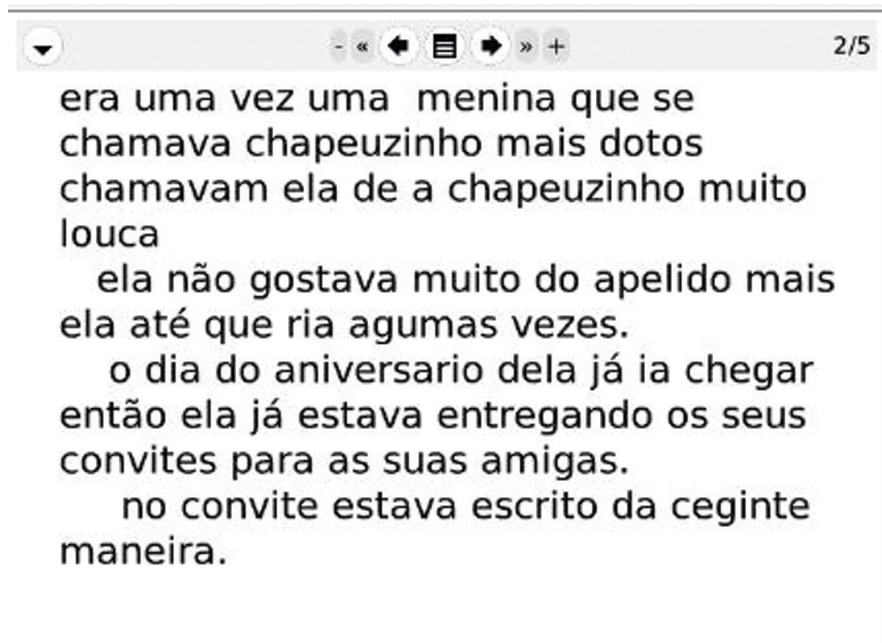 - « » + 2/5
era uma vez uma  menina que se
chamava chapeuzinho mais dotos
chamavam ela de a chapeuzinho muito
louca
ela não gostava muito do apelido mais
ela até que ria agumas vezes.
o dia do aniversario dela já ia chegar
então ela já estava entregando os seus
convites para as suas amigas.
no convite estava escrito da ceginte
maneira.